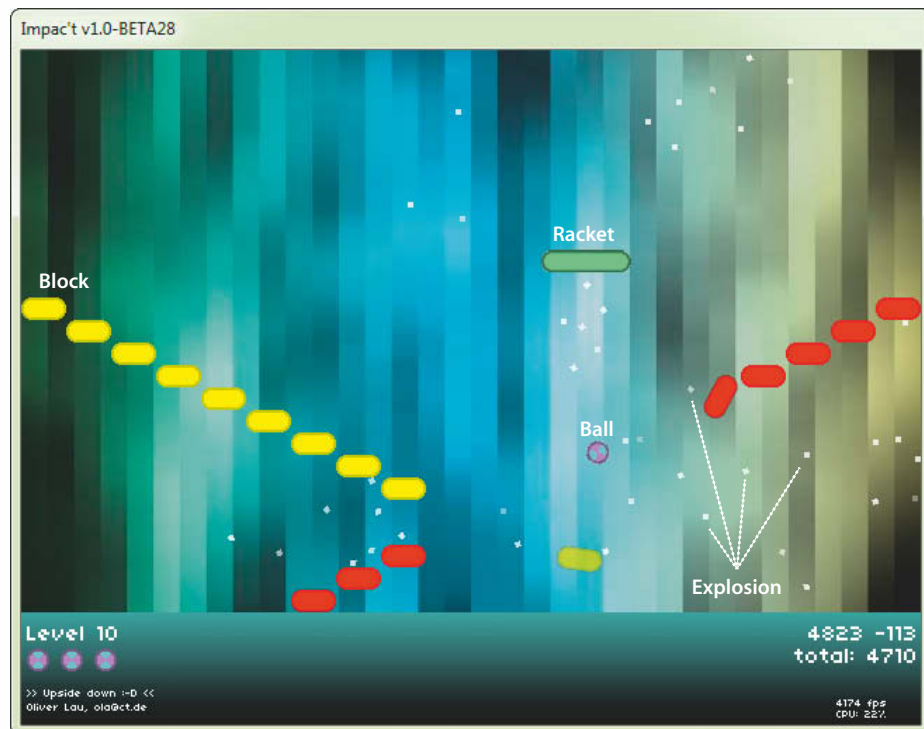 Impac't v1.0-BETA28
Racket
Block
Ball
Explosion
Level 10
4823 -113
total: 4710
>> Upside down :-D <<
Oliver Lau, ola@ct.de
4174 fps
CPU: 22%